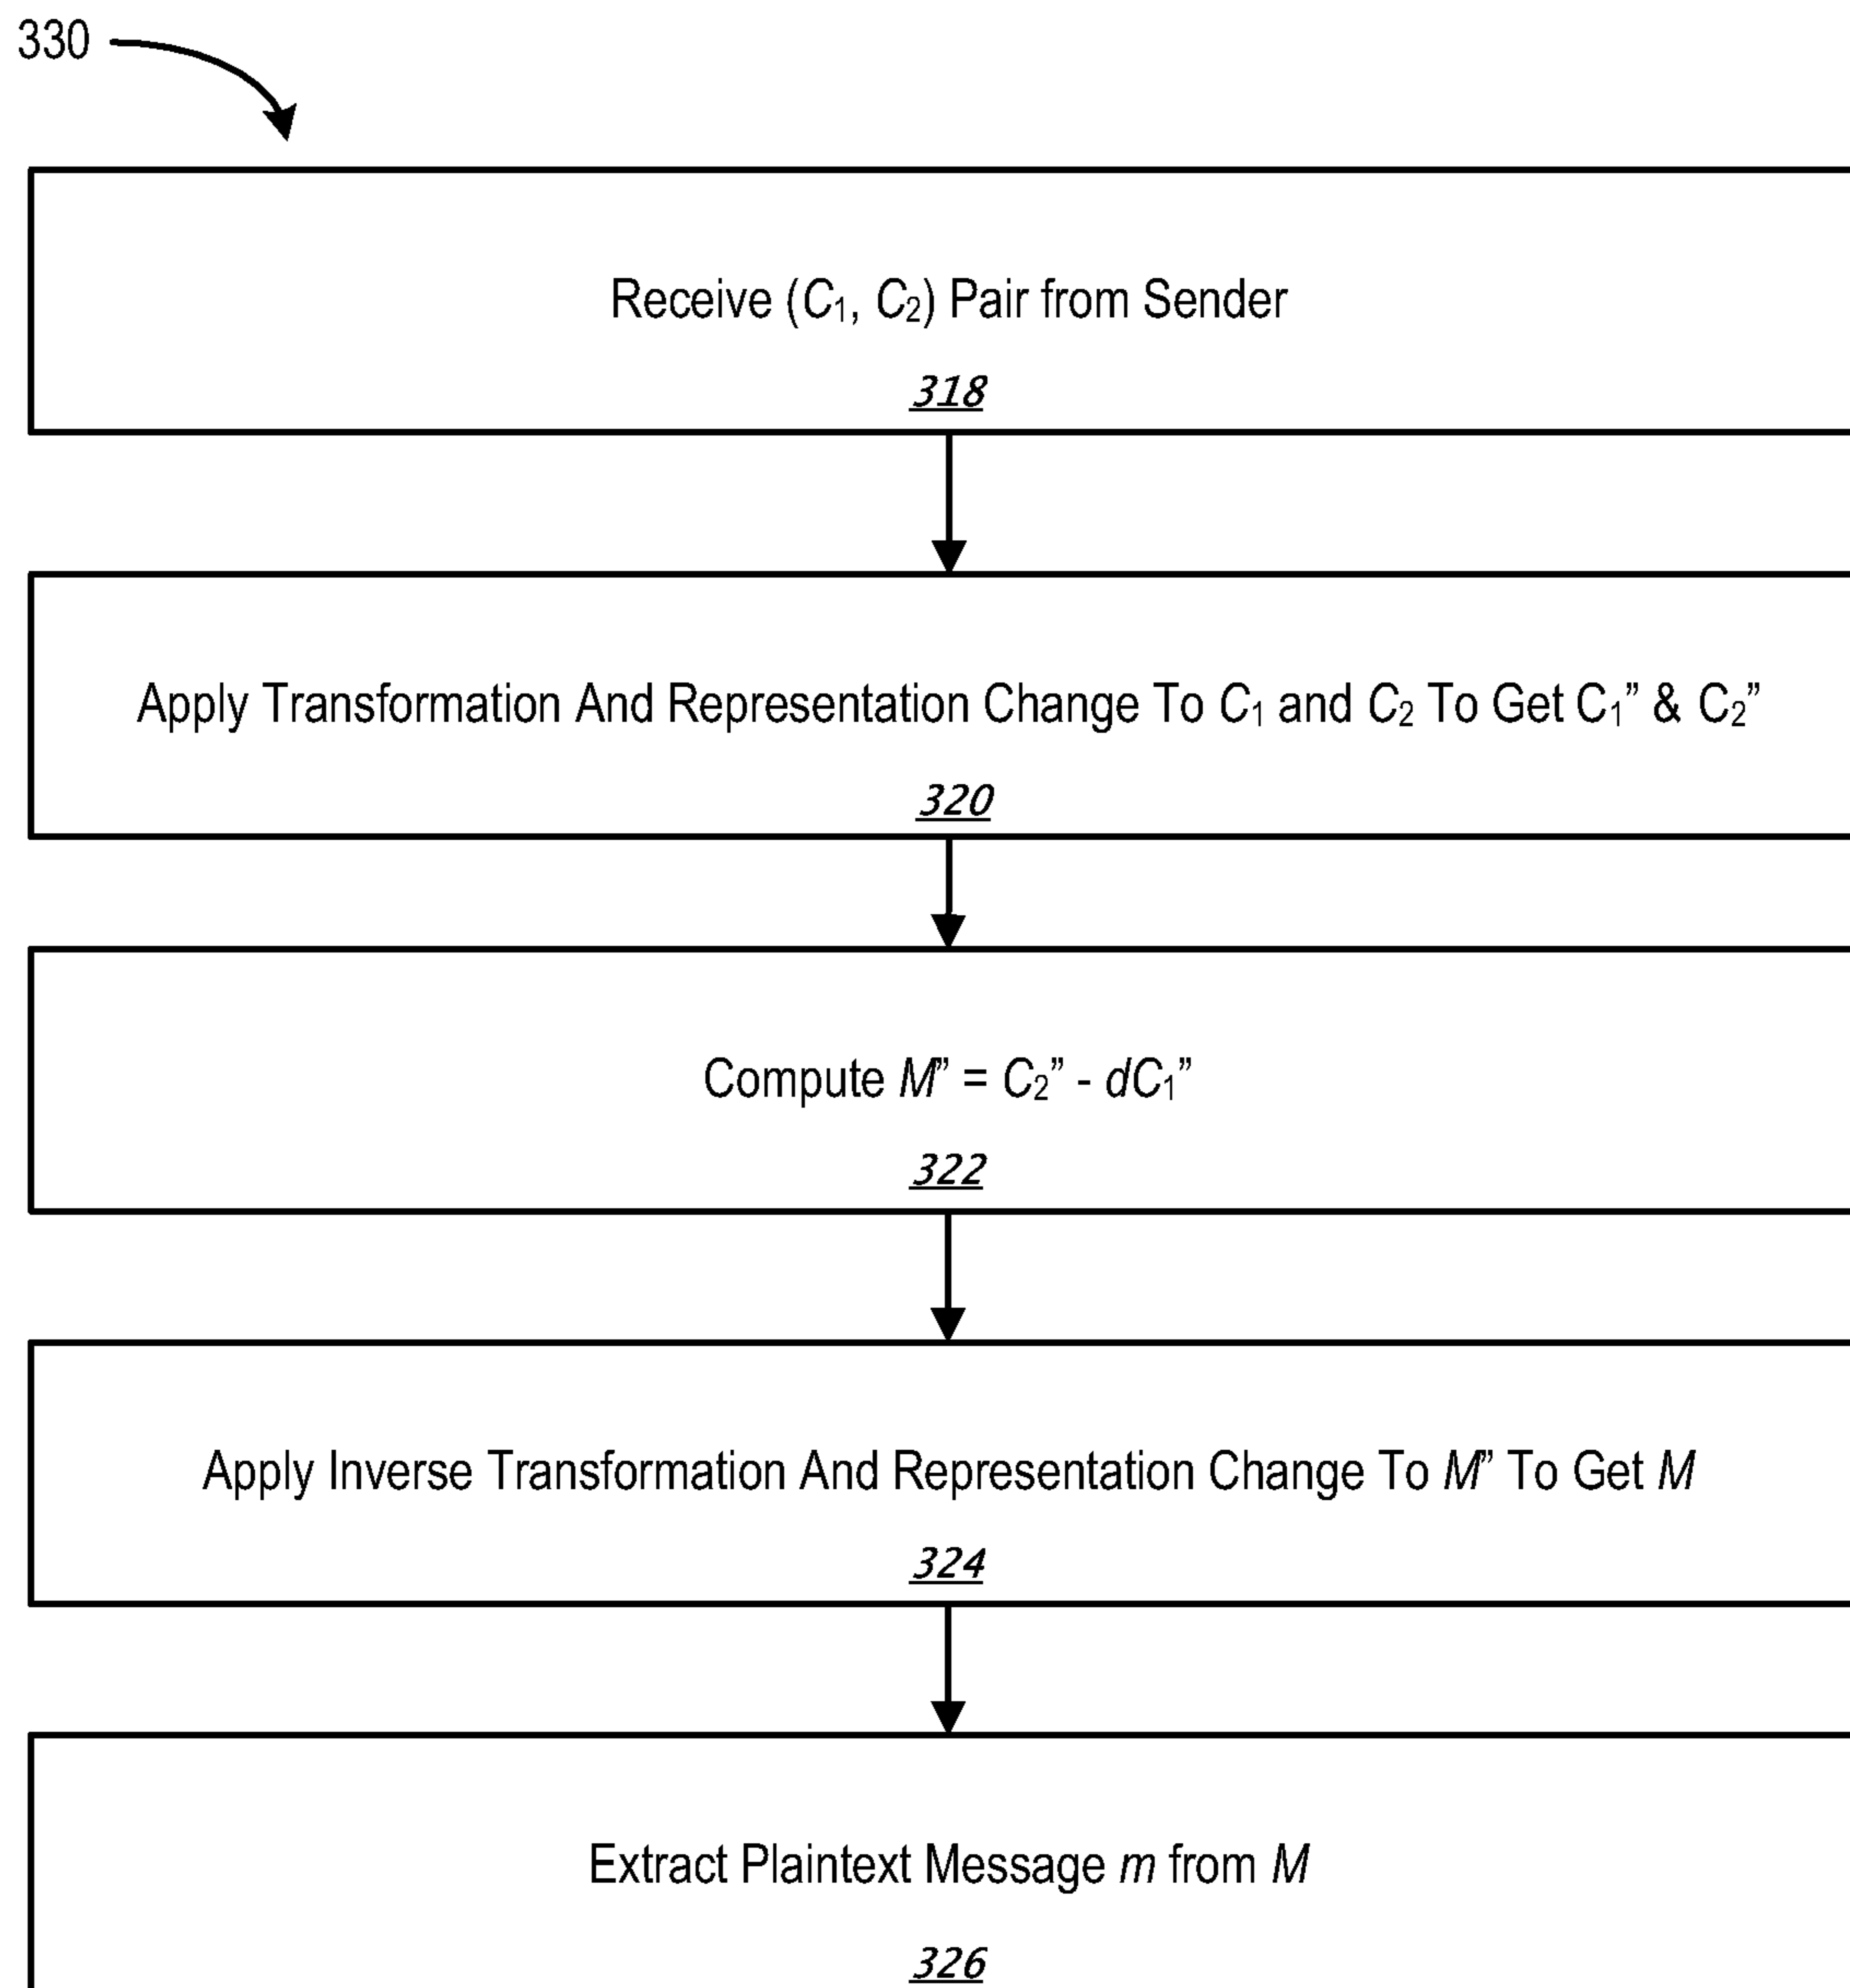 330
Receive (C₁, C₂) Pair from Sender
318
Apply Transformation And Representation Change To C₁ and C₂ To Get C₁” & C₂”
320
Compute M” = C₂” - dC₁”
322
Apply Inverse Transformation And Representation Change To M” To Get M
324
Extract Plaintext Message m from M
326